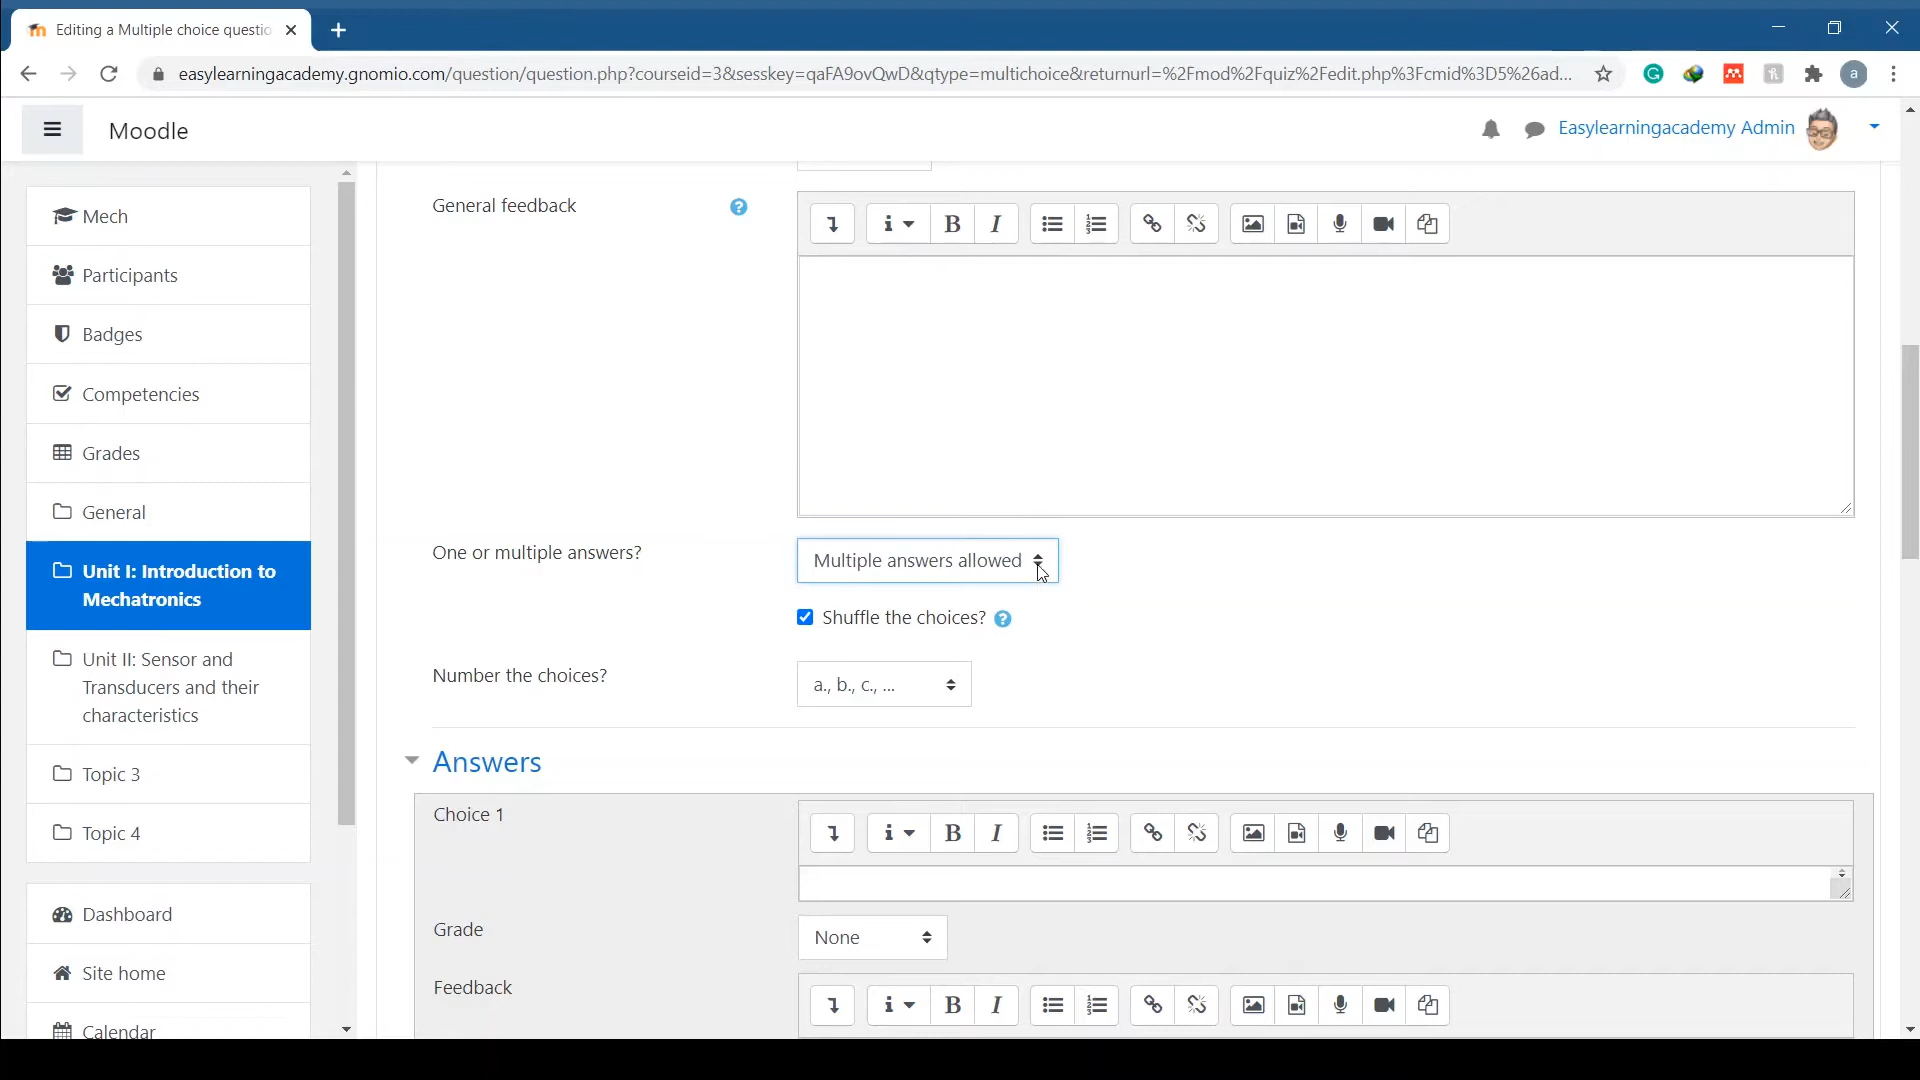 Editing a Multiple choice questio
easylearningacademy.gnomio.com/question/question.php?courseid=3&sesskey=qaFA9ovQwD&qtype=multichoice&returnurl=%2Fmod%2Fquiz%2Fedit.php%3Fcmid%3D5%26ad...
a
Moodle
Easylearningacademy Admin
Mech
Participants
Badges
Competencies
Grades
General
Unit I: Introduction to
Mechatronics
Unit II: Sensor and
Transducers and their
characteristics
Topic 3
Topic 4
Dashboard
Site home
Calendar
General feedback
One or multiple answers?
Multiple answers allowed
Shuffle the choices?
Number the choices?
a., b., c., ...
Answers
Choice 1
Grade
None
Feedback